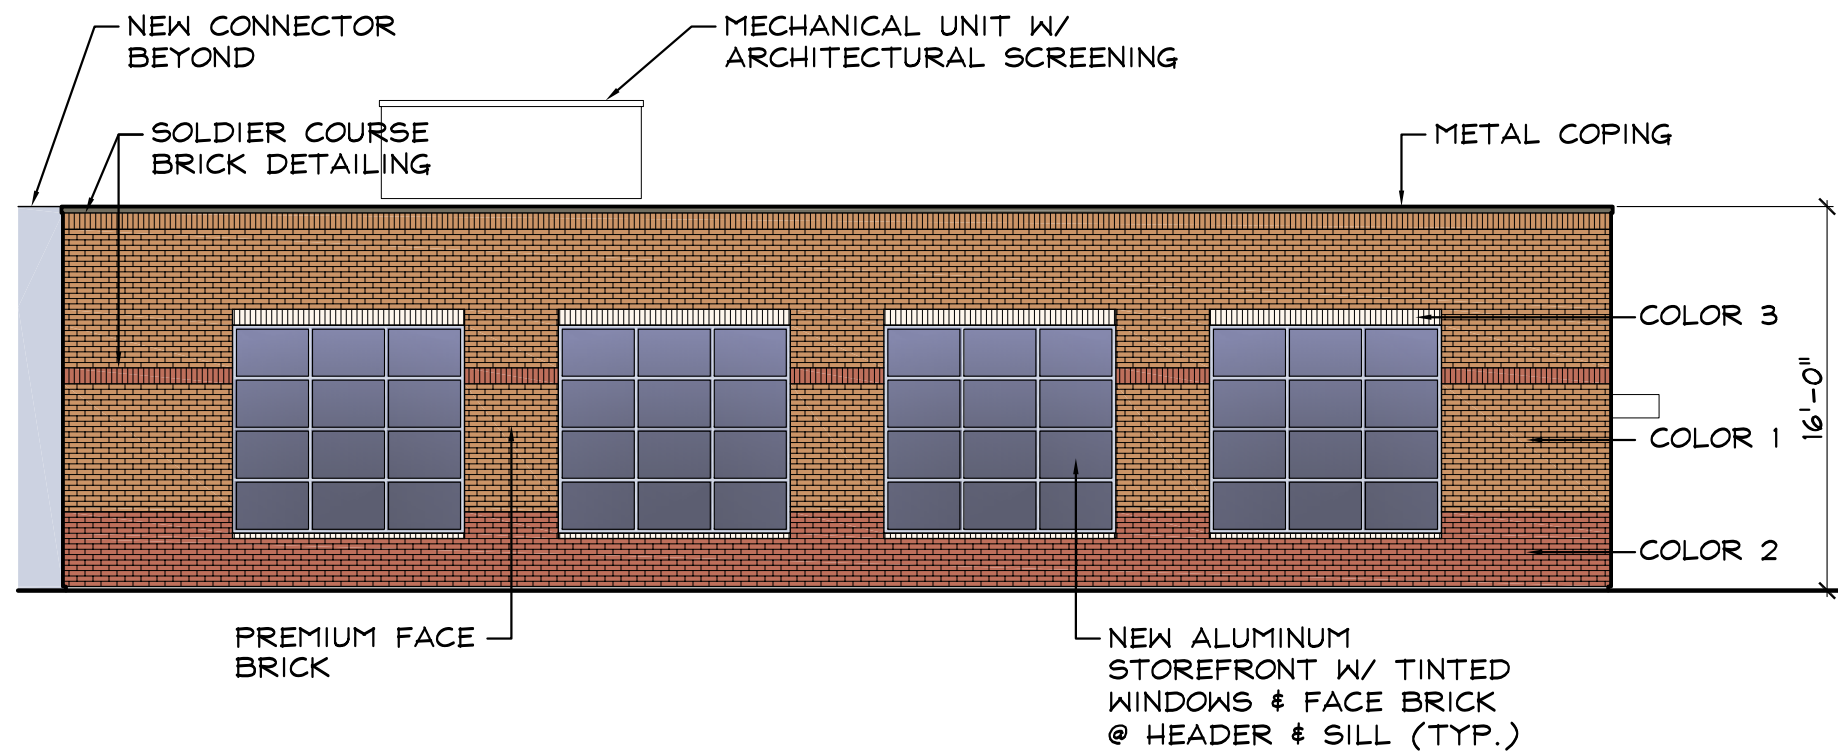 NEW CONNECTOR
BEYOND
MECHANICAL UNIT W/
ARCHITECTURAL SCREENING
SOLDIER COURSE
BRICK DETAILING
METAL COPING
COLOR 3
16'-0"
COLOR 1
COLOR 2
PREMIUM FACE
BRICK
NEW ALUMINUM
STOREFRONT W/ TINTED
WINDOWS & FACE BRICK
@ HEADER & SILL (TYP.)